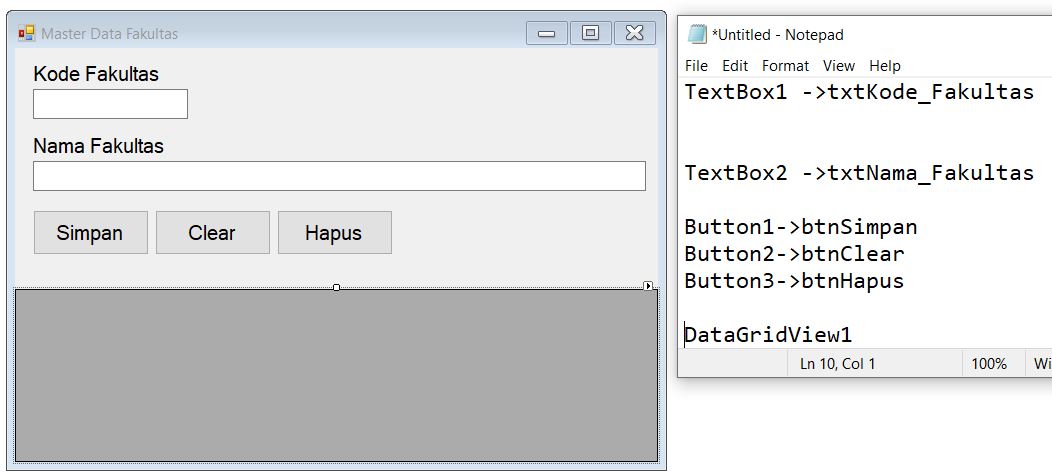 Master Data Fakultas
Kode Fakultas
Nama Fakultas
Simpan Clear Hapus
*Untitled - Notepad
File Edit Format View Help
TextBox1 ->txtKode_Fakultas
TextBox2 ->txtNama_Fakultas
Button1->btnSimpan
Button2->btnClear
Button3->btnHapus
DataGridView1
Ln 10, Col 1 100% Wi